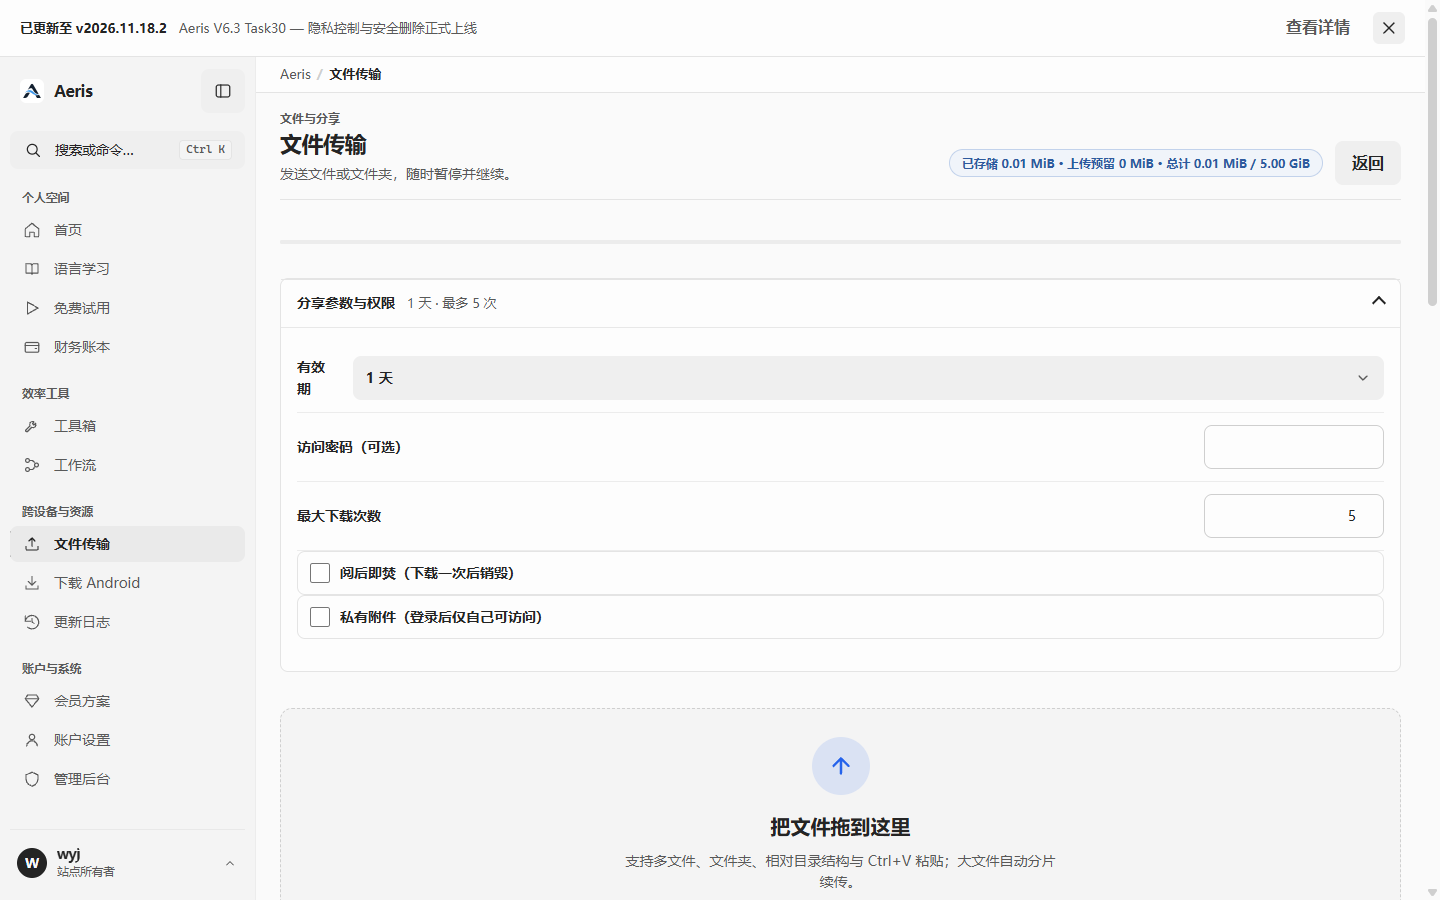 已更新至 v2026.11.18.2 Aeris V6.3 Task30 — 隐私控制与安全删除正式上线
查看详情
Aeris
搜索或命令... Ctrl K
个人空间
首页
语言学习
免费试用
财务账本
效率工具
工具箱
工作流
跨设备与资源
文件传输
下载 Android
更新日志
账户与系统
会员方案
账户设置
管理后台
W
wyj
站点所有者
Aeris / 文件传输
文件与分享
文件传输
发送文件或文件夹，随时暂停并继续。
已存储 0.01 MiB • 上传预留 0 MiB • 总计 0.01 MiB / 5.00 GiB
返回
分享参数与权限 1 天 · 最多 5 次
有效
期
1 天
访问密码（可选）
最大下载次数
5
阅后即焚（下载一次后销毁）
私有附件（登录后仅自己可访问）
把文件拖到这里
支持多文件、文件夹、相对目录结构与 Ctrl+V 粘贴；大文件自动分片
续传。